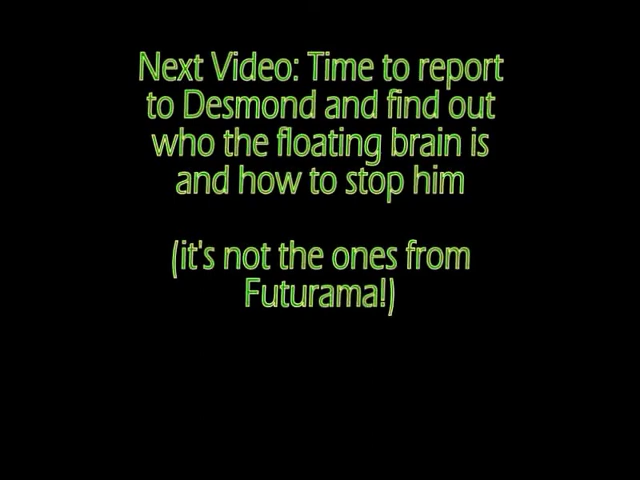 Next Video: Time to report
to Desmond and find out
who the floating brain is
and how to stop him
(it's not the ones from
Futurama!)